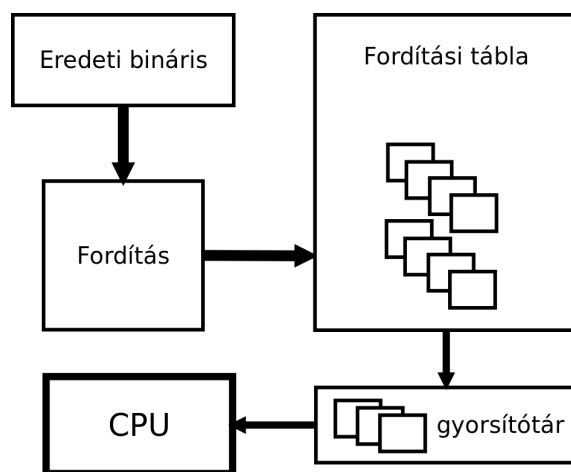 Eredeti bináris
Fordítási tábla
Fordítás
CPU
gyorsítótár